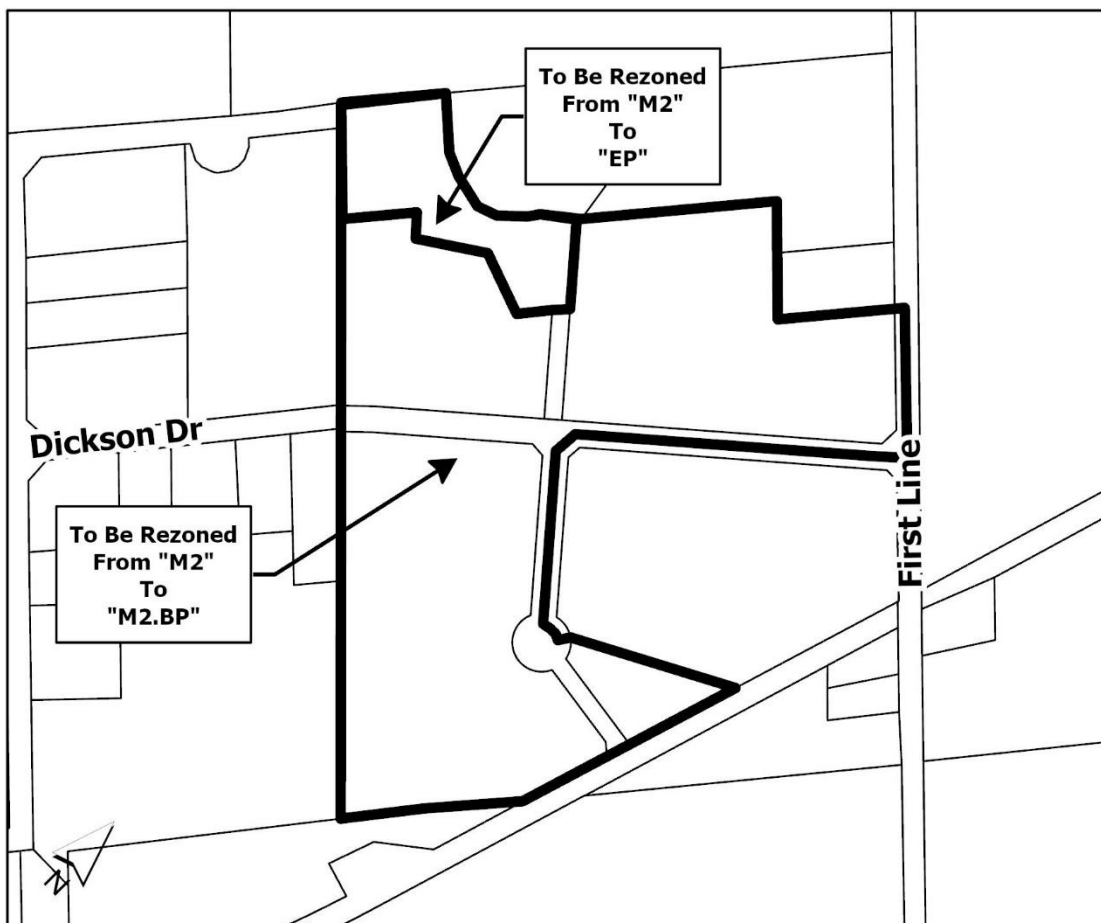 To Be Rezoned
From "M2"
To
"EP"
Dickson Dr
First Line
To Be Rezoned
From "M2"
To
"M2.BP"
N